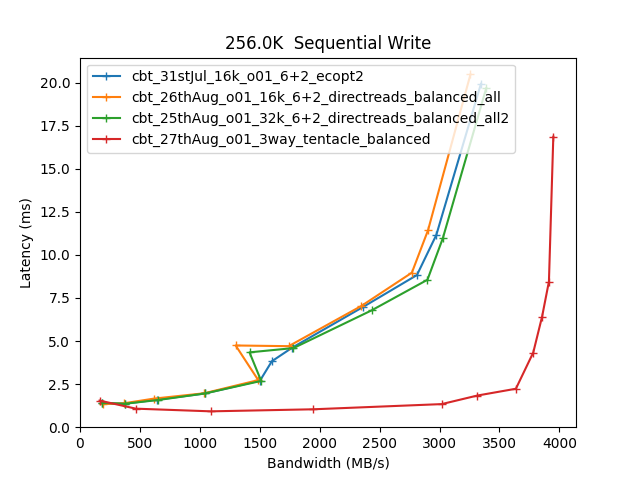 256.0K  Sequential Write
cbt_31stJul_16k_o01_6+2_ecopt2
cbt_26thAug_o01_16k_6+2_directreads_balanced_all
cbt_25thAug_o01_32k_6+2_directreads_balanced_all2
cbt_27thAug_o01_3way_tentacle_balanced
20.0
17.5
15.0
12.5
10.0
7.5
5.0
2.5
0.0
Latency (ms)
0 500 1000 1500 2000 2500 3000 3500 4000
Bandwidth (MB/s)